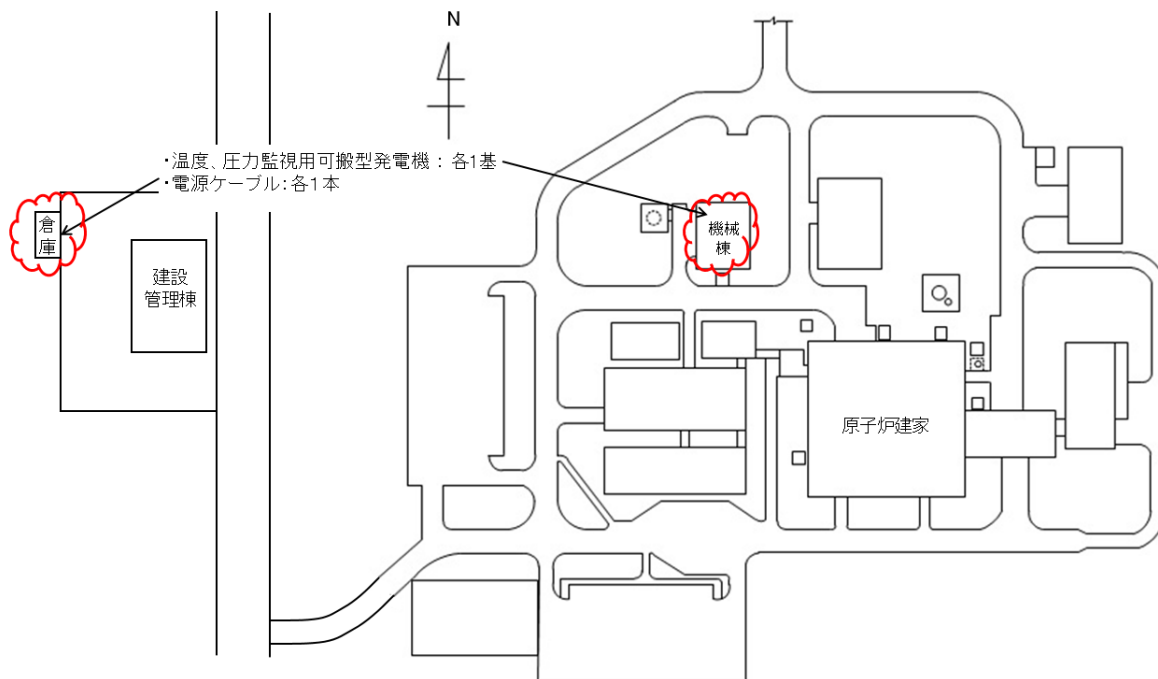 N
・温度、圧力監視用可搬型発電機：各1基
・電源ケーブル：各1本
倉
庫
機械
棟
建設
管理棟
原子炉建家